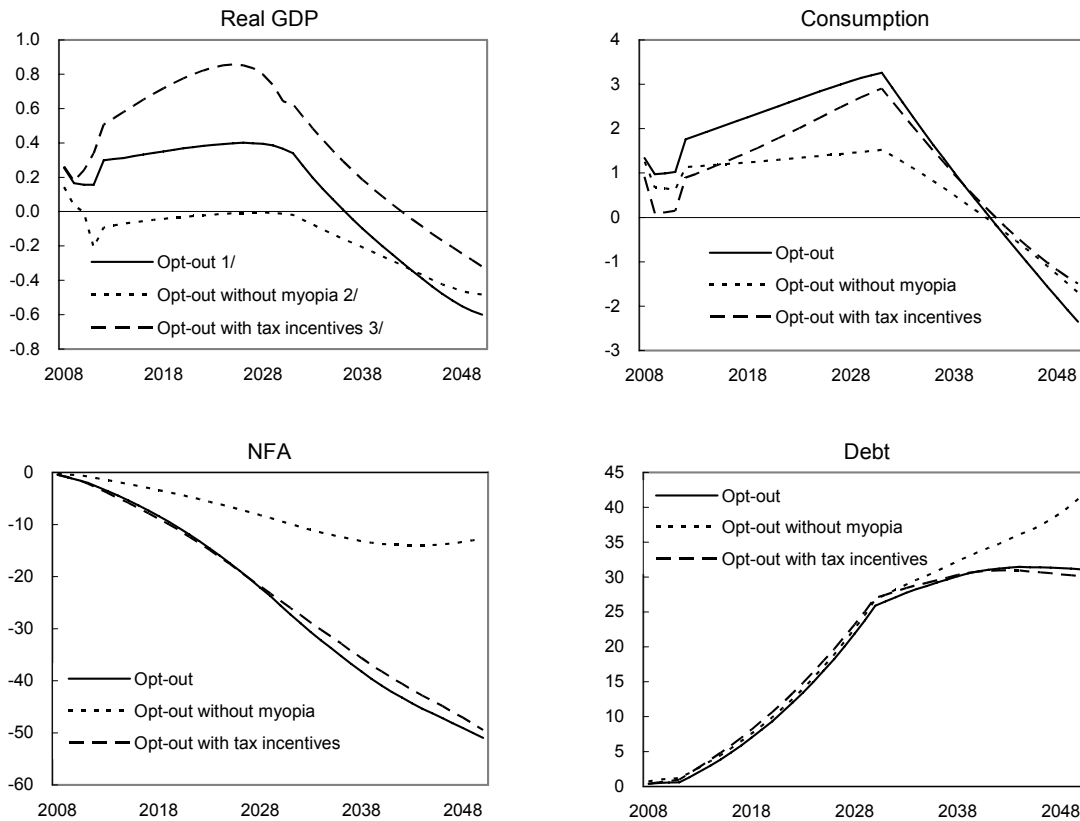 Real GDP
1.0
0.8
0.6
0.4
0.2
0.0
-0.2
-0.4
-0.6
-0.8
Opt-out 1/
Opt-out without myopia 2/
Opt-out with tax incentives 3/
2008 2018 2028 2038 2048
Consumption
4
3
2
1
0
-1
-2
-3
Opt-out
Opt-out without myopia
Opt-out with tax incentives
2008 2018 2028 2038 2048
NFA
0
-10
-20
-30
-40
-50
-60
Opt-out
Opt-out without myopia
Opt-out with tax incentives
2008 2018 2028 2038 2048
Debt
45
40
35
30
25
20
15
10
5
0
Opt-out
Opt-out without myopia
Opt-out with tax incentives
2008 2018 2028 2038 2048